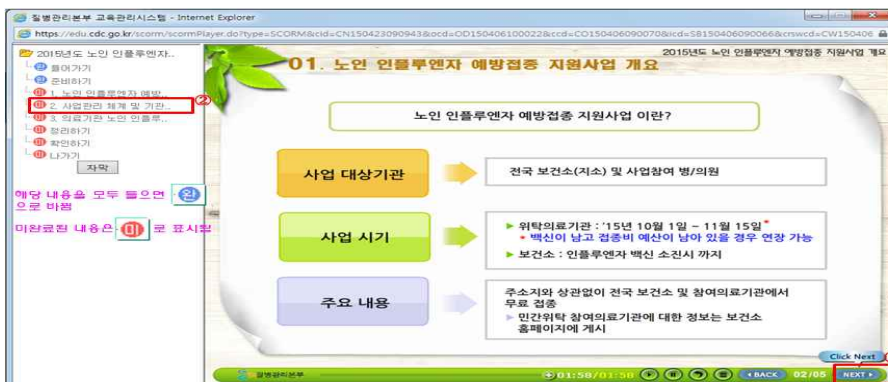 질병관리본부 교육관리시스템 - Internet Explorer
https://edu.cdc.go.kr/scorm/scormPlayer.do?type=SCORM&cid=CN150423090943&ocd=OD150406100022&ccd=CO150406090070&icd=SB150406090066&crswcd=CW150406
2015년도 노인 인플루엔자..
완 들어가기
완 준비하기
미 1. 노인 인플루엔자 예방..
미 2. 사업관리 체계 및 기관..
②
미 3. 의료기관 노인 인플루..
미 정리하기
미 확인하기
미 나가기
자막
해당 내용을 모두 들으면 완
으로 바뀜
미완료된 내용은 미 로 표시됨
2015년도 노인 인플루엔자 예방접종 지원사업 개요
01. 노인 인플루엔자 예방접종 지원사업 개요
노인 인플루엔자 예방접종 지원사업 이란?
사업 대상기관
전국 보건소(지소) 및 사업참여 병/의원
사업 시기
▶ 위탁의료기관 : '15년 10월 1일 ~ 11월 15일*
* 백신이 남고 접종비 예산이 남아 있을 경우 연장 가능
▶ 보건소 : 인플루엔자 백신 소진시 까지
주요 내용
주소지와 상관없이 전국 보건소 및 참여의료기관에서
무료 접종
▶ 민간위탁 참여의료기관에 대한 정보는 보건소
홈페이지에 게시
Click Next
질병관리본부
01:58/01:58
BACK
02/05
NEXT